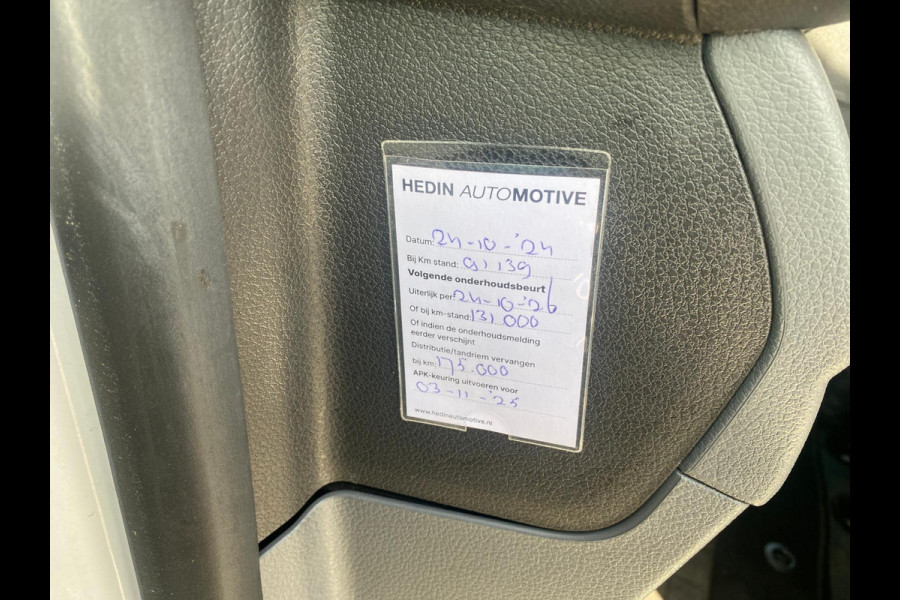 HEDIN AUTOMOTIVE
Datum: 24-10-'24
Bij Km stand: 91139
Volgende onderhoudsbeurt
Uiterlijk per: 24-10-'26
Of bij km-stand: 131.000
Of indien de onderhoudsmelding
eerder verschijnt
Distributie/tandriem vervangen
bij km: 175.000
APK-keuring uitvoeren voor
03-11-'25
www.hedinautomotive.nl